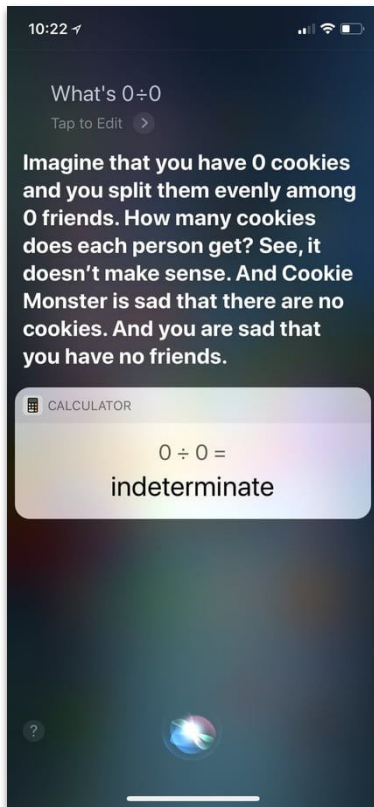 10:22
What's 0÷0
Tap to Edit >
Imagine that you have 0 cookies
and you split them evenly among
0 friends. How many cookies
does each person get? See, it
doesn’t make sense. And Cookie
Monster is sad that there are no
cookies. And you are sad that
you have no friends.
CALCULATOR
0 ÷ 0 =
indeterminate
?